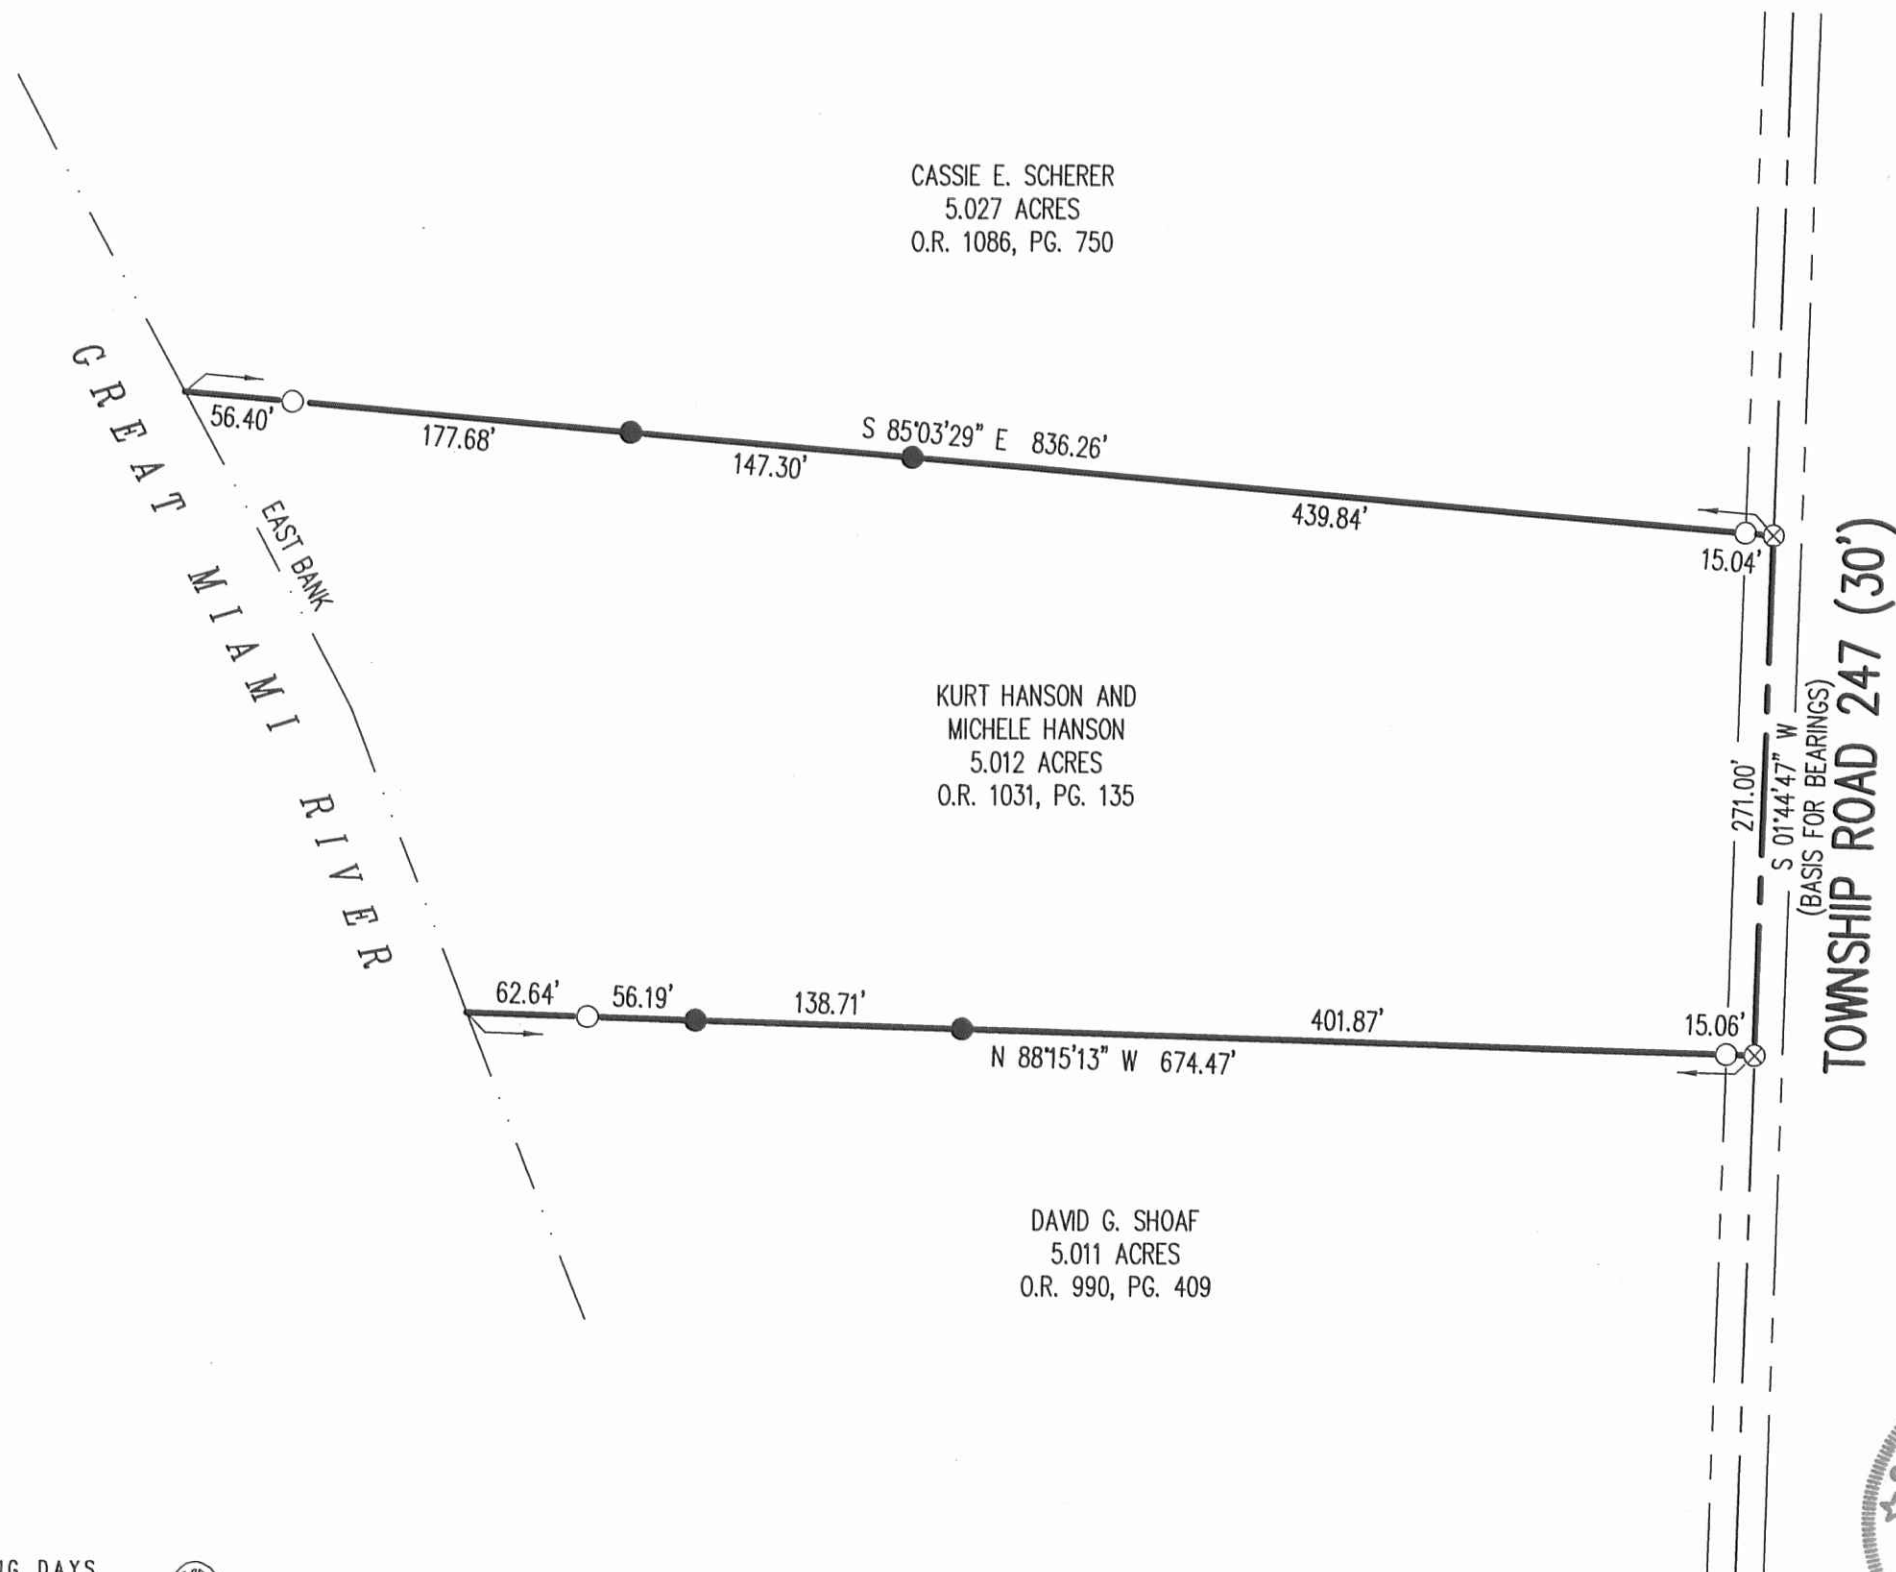 CASSIE E. SCHERER
5.027 ACRES
O.R. 1086, PG. 750
GREAT MIAMI RIVER
EAST BANK
56.40'
177.68'
147.30'
S 85°03'29" E 836.26'
439.84'
15.04'
KURT HANSON AND
MICHELE HANSON
5.012 ACRES
O.R. 1031, PG. 135
271.00'
S 01°44'47" W
(BASIS FOR BEARINGS)
TOWNSHIP ROAD 247 (30')
62.64'
56.19'
138.71'
401.87'
15.06'
N 88°15'13" W 674.47'
DAVID G. SHOAF
5.011 ACRES
O.R. 990, PG. 409
DAYS